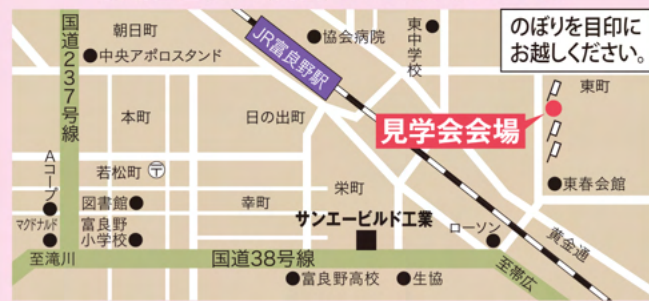 国道237号線
朝日町
中央アポロスタンド
JR富良野駅
協会病院
東中学校
のぼりを目印に
お越しください。
東町
本町
日の出町
見学会会場
Aコープ
若松町
〒
東春会館
マクドナルド
図書館
幸町
栄町
富良野
小学校
サンエービルド工業
ローソン
黄金通
至滝川
国道38号線
至帯広
富良野高校
生協